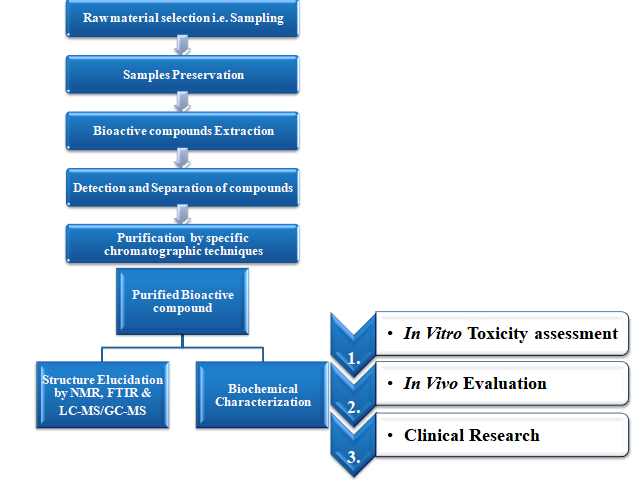 Raw material selection i.e. Sampling
Samples Preservation
Bioactive compounds Extraction
Detection and Separation of compounds
Purification by specific
chromatographic techniques
Purified Bioactive
compound
Structure Elucidation
by NMR, FTIR &
LC-MS/GC-MS
Biochemical
Characterization
1.
• In Vitro Toxicity assessment
2.
• In Vivo Evaluation
3.
• Clinical Research